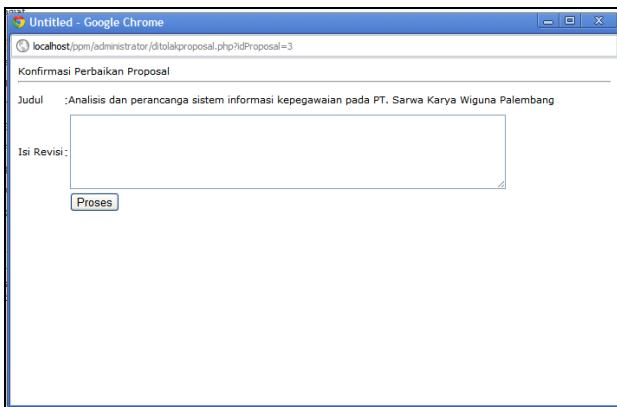 Untitled - Google Chrome
localhost/ppm/administrator/ditolakproposal.php?idProposal=3
Konfirmasi Perbaikan Proposal
Judul :Analisis dan perancanga sistem informasi kepegawaian pada PT. Sarwa Karya Wiguna Palembang
Isi Revisi:
Proses